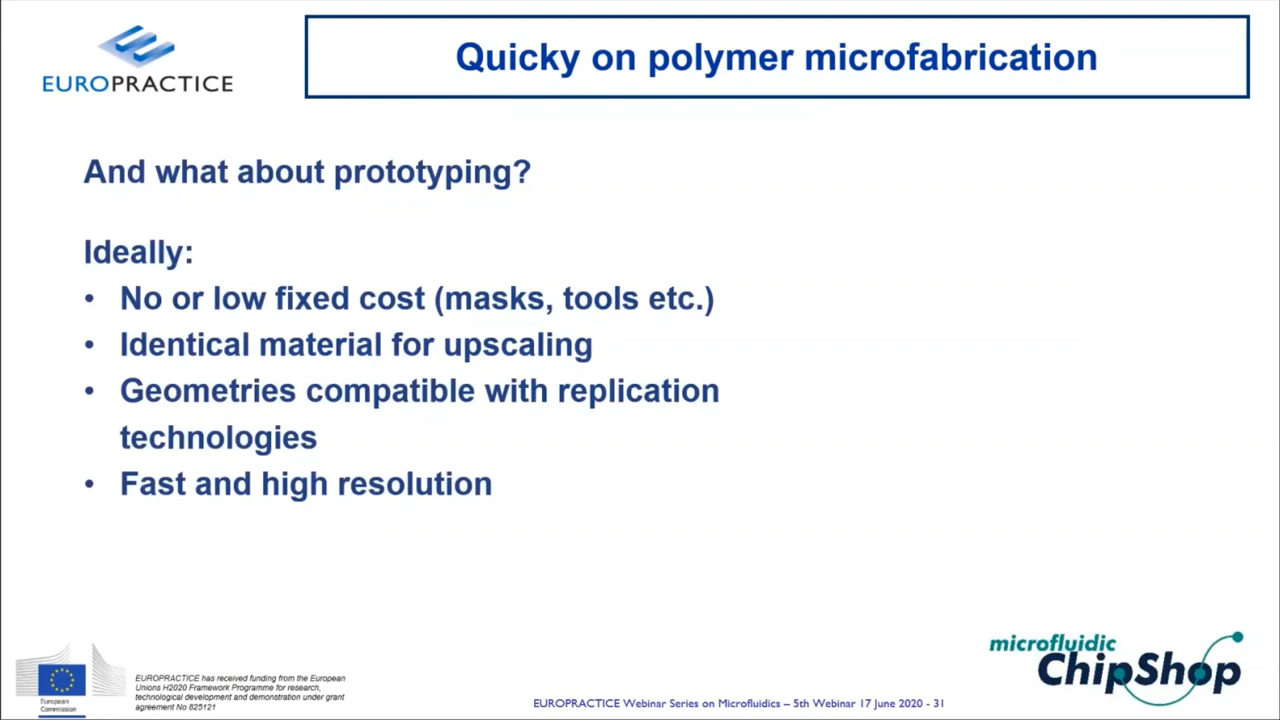 EUROPRACTICE
Quicky on polymer microfabrication
And what about prototyping?
Ideally:
• No or low fixed cost (masks, tools etc.)
• Identical material for upscaling
• Geometries compatible with replication
technologies
• Fast and high resolution
European
Commission
EUROPRACTICE has received funding from the European
Unions H2020 Framework Programme for research,
technological development and demonstration under grant
agreement No 825121
EUROPRACTICE Webinar Series on Microfluidics – 5th Webinar 17 June 2020 - 31
microfluidic
ChipShop